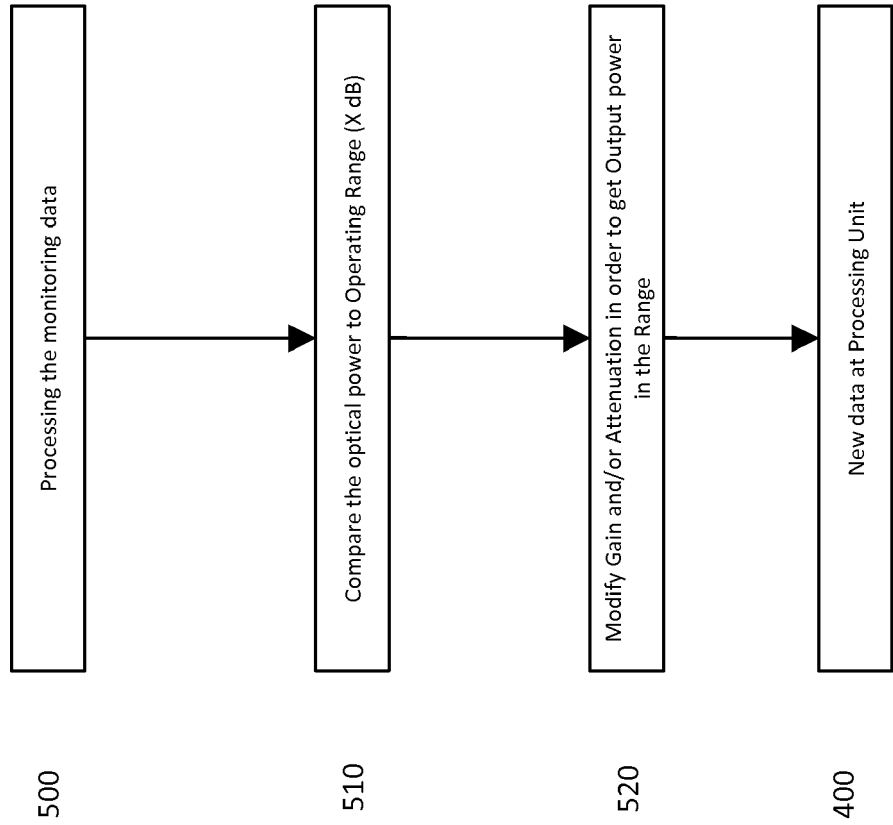 500
Processing the monitoring data
510
Compare the optical power to Operating Range (X dB)
520
Modify Gain and/or Attenuation in order to get Output power
in the Range
400
New data at Processing Unit